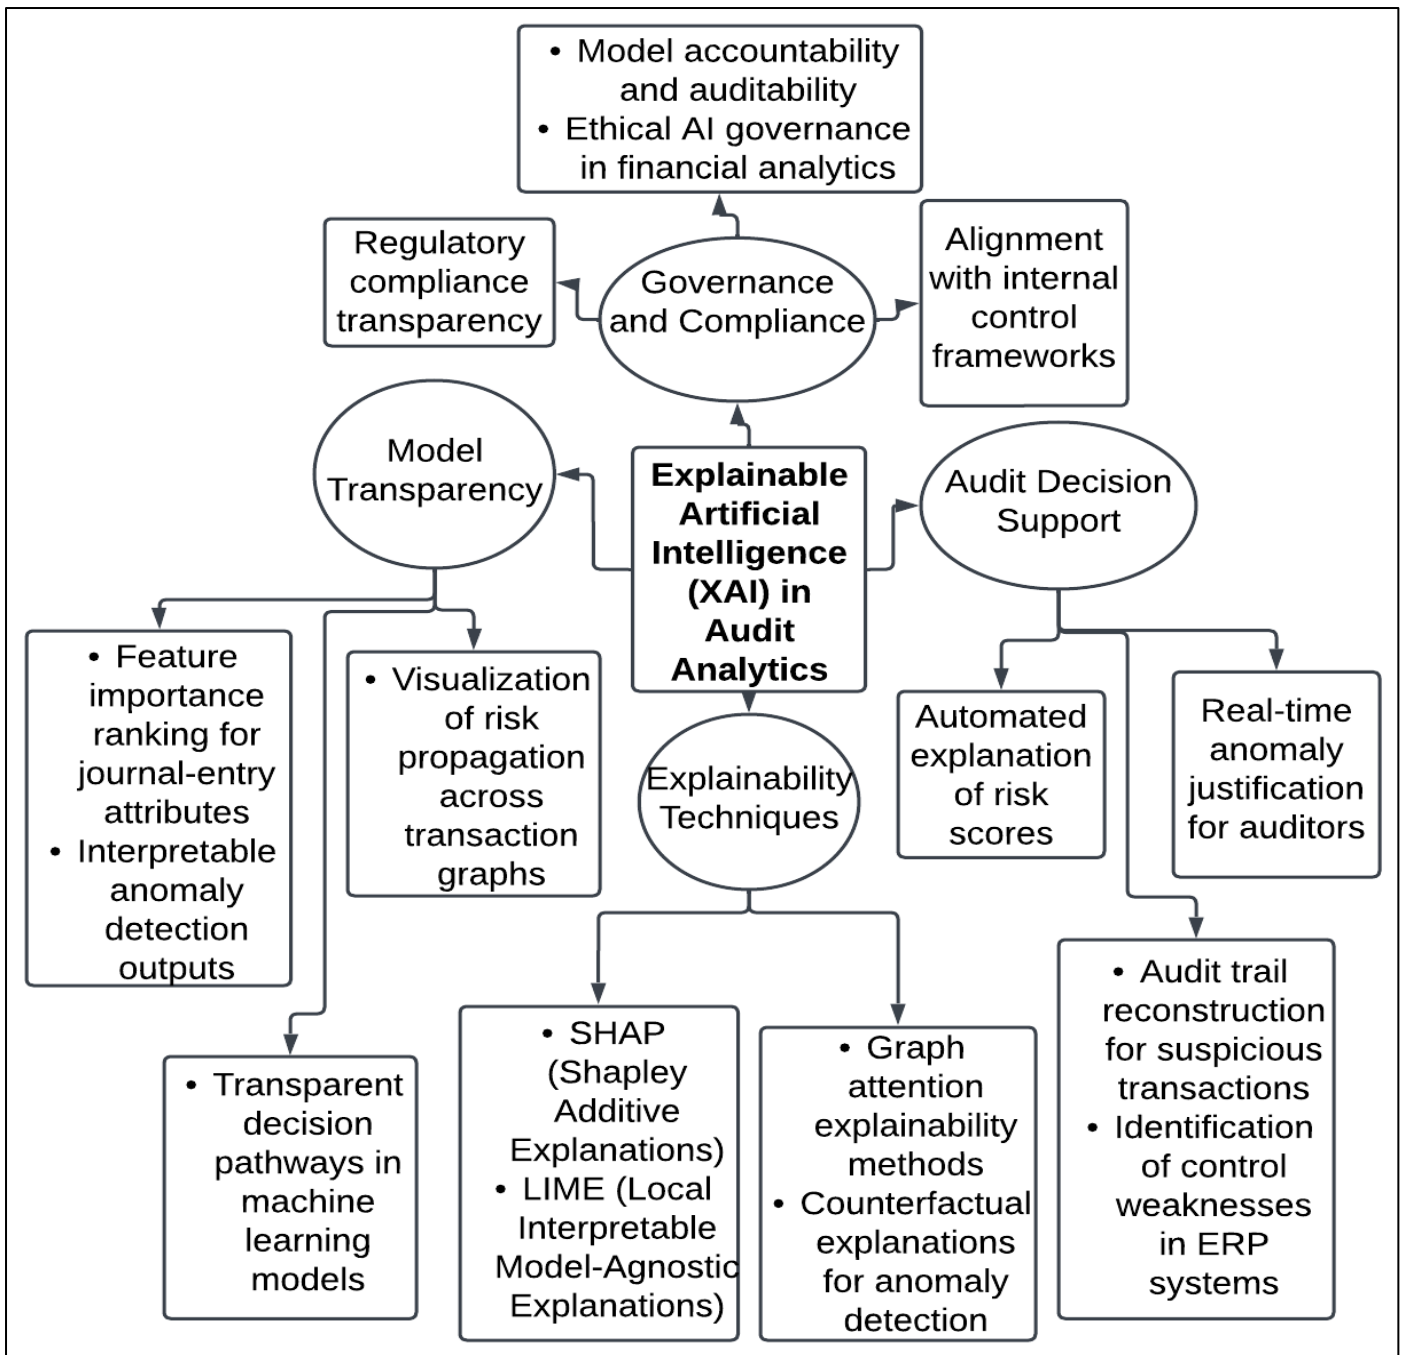 • Model accountability
and auditability
• Ethical AI governance
in financial analytics
Regulatory
compliance
transparency
Governance
and Compliance
Alignment
with internal
control
frameworks
Model
Transparency
Explainable
Artificial
Intelligence
(XAI) in
Audit
Analytics
Audit Decision
Support
• Feature
importance
ranking for
journal-entry
attributes
• Interpretable
anomaly
detection
outputs
• Visualization
of risk
propagation
across
transaction
graphs
Explainability
Techniques
Automated
explanation
of risk
scores
Real-time
anomaly
justification
for auditors
• Transparent
decision
pathways in
machine
learning
models
• SHAP
(Shapley
Additive
Explanations)
• LIME (Local
Interpretable
Model-Agnostic
Explanations)
• Graph
attention
explainability
methods
• Counterfactual
explanations
for anomaly
detection
• Audit trail
reconstruction
for suspicious
transactions
• Identification
of control
weaknesses
in ERP
systems